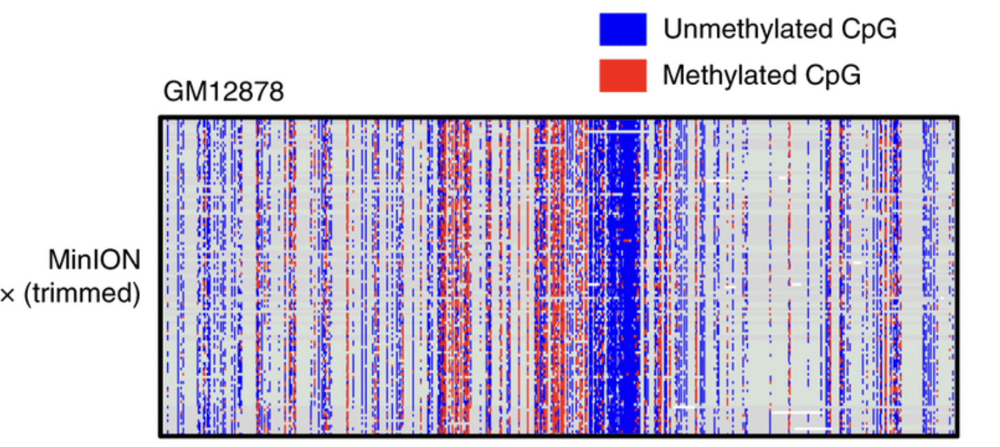 Unmethylated CpG
Methylated CpG
GM12878
MinION
× (trimmed)